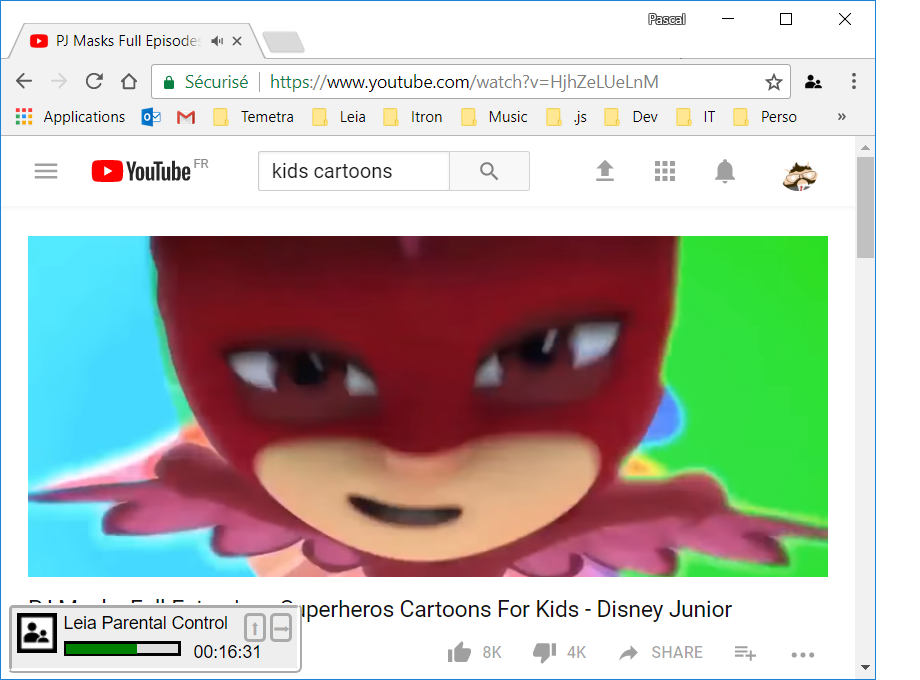 Pascal
PJ Masks Full Episodes
Sécurisé https://www.youtube.com/watch?v=HjhZeLUeLnM
Applications Temetra Leia Itron Music .js Dev IT Perso »
YouTube FR kids cartoons
Superheros Cartoons For Kids - Disney Junior
Leia Parental Control
00:16:31
8K 4K SHARE